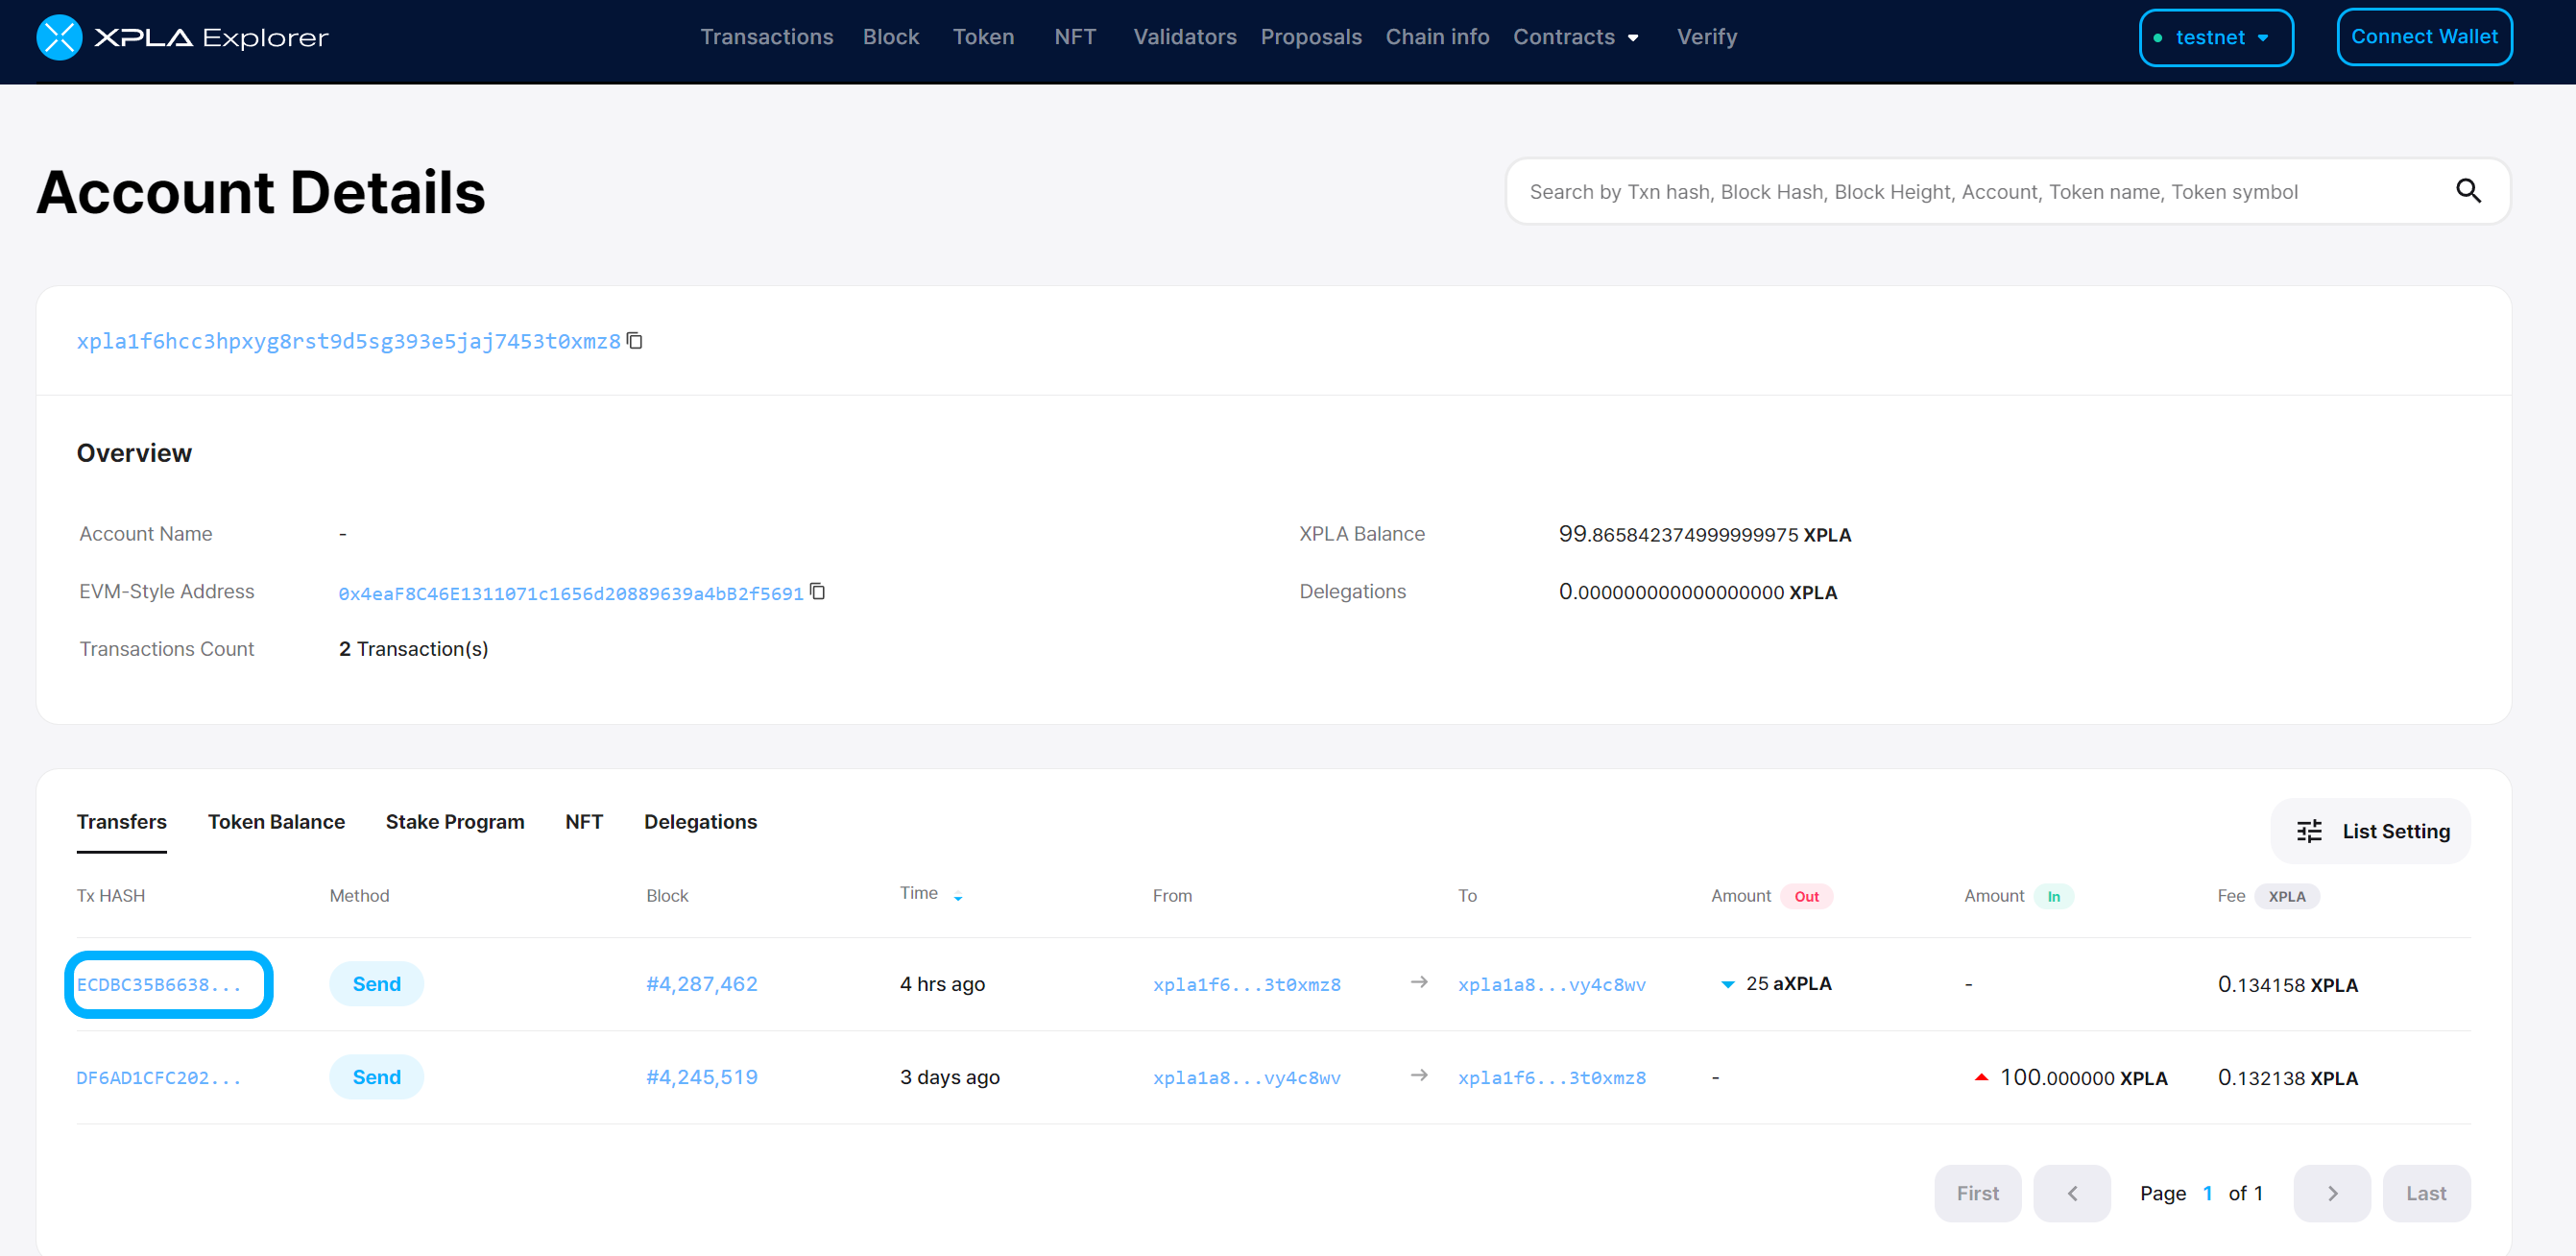 XPLA Explorer Transactions Block Token NFT Validators Proposals Chain info Contracts Verify testnet Connect Wallet
Account Details
Search by Txn hash, Block Hash, Block Height, Account, Token name, Token symbol
xpla1f6hcc3hpxyg8rst9d5sg393e5jaj7453t0xmz8
Overview
Account Name - XPLA Balance 99.865842374999999975 XPLA
EVM-Style Address 0x4eaF8C46E1311071c1656d20889639a4bB2f5691 Delegations 0.000000000000000000 XPLA
Transactions Count 2 Transaction(s)
Transfers Token Balance Stake Program NFT Delegations List Setting
Tx HASH Method Block Time From To Amount Out Amount In Fee XPLA
ECDBC35B6638... Send #4,287,462 4 hrs ago xpla1f6...3t0xmz8 → xpla1a8...vy4c8wv 25 aXPLA - 0.134158 XPLA
DF6AD1CFC202... Send #4,245,519 3 days ago xpla1a8...vy4c8wv → xpla1f6...3t0xmz8 - 100.000000 XPLA 0.132138 XPLA
First Page 1 of 1 Last